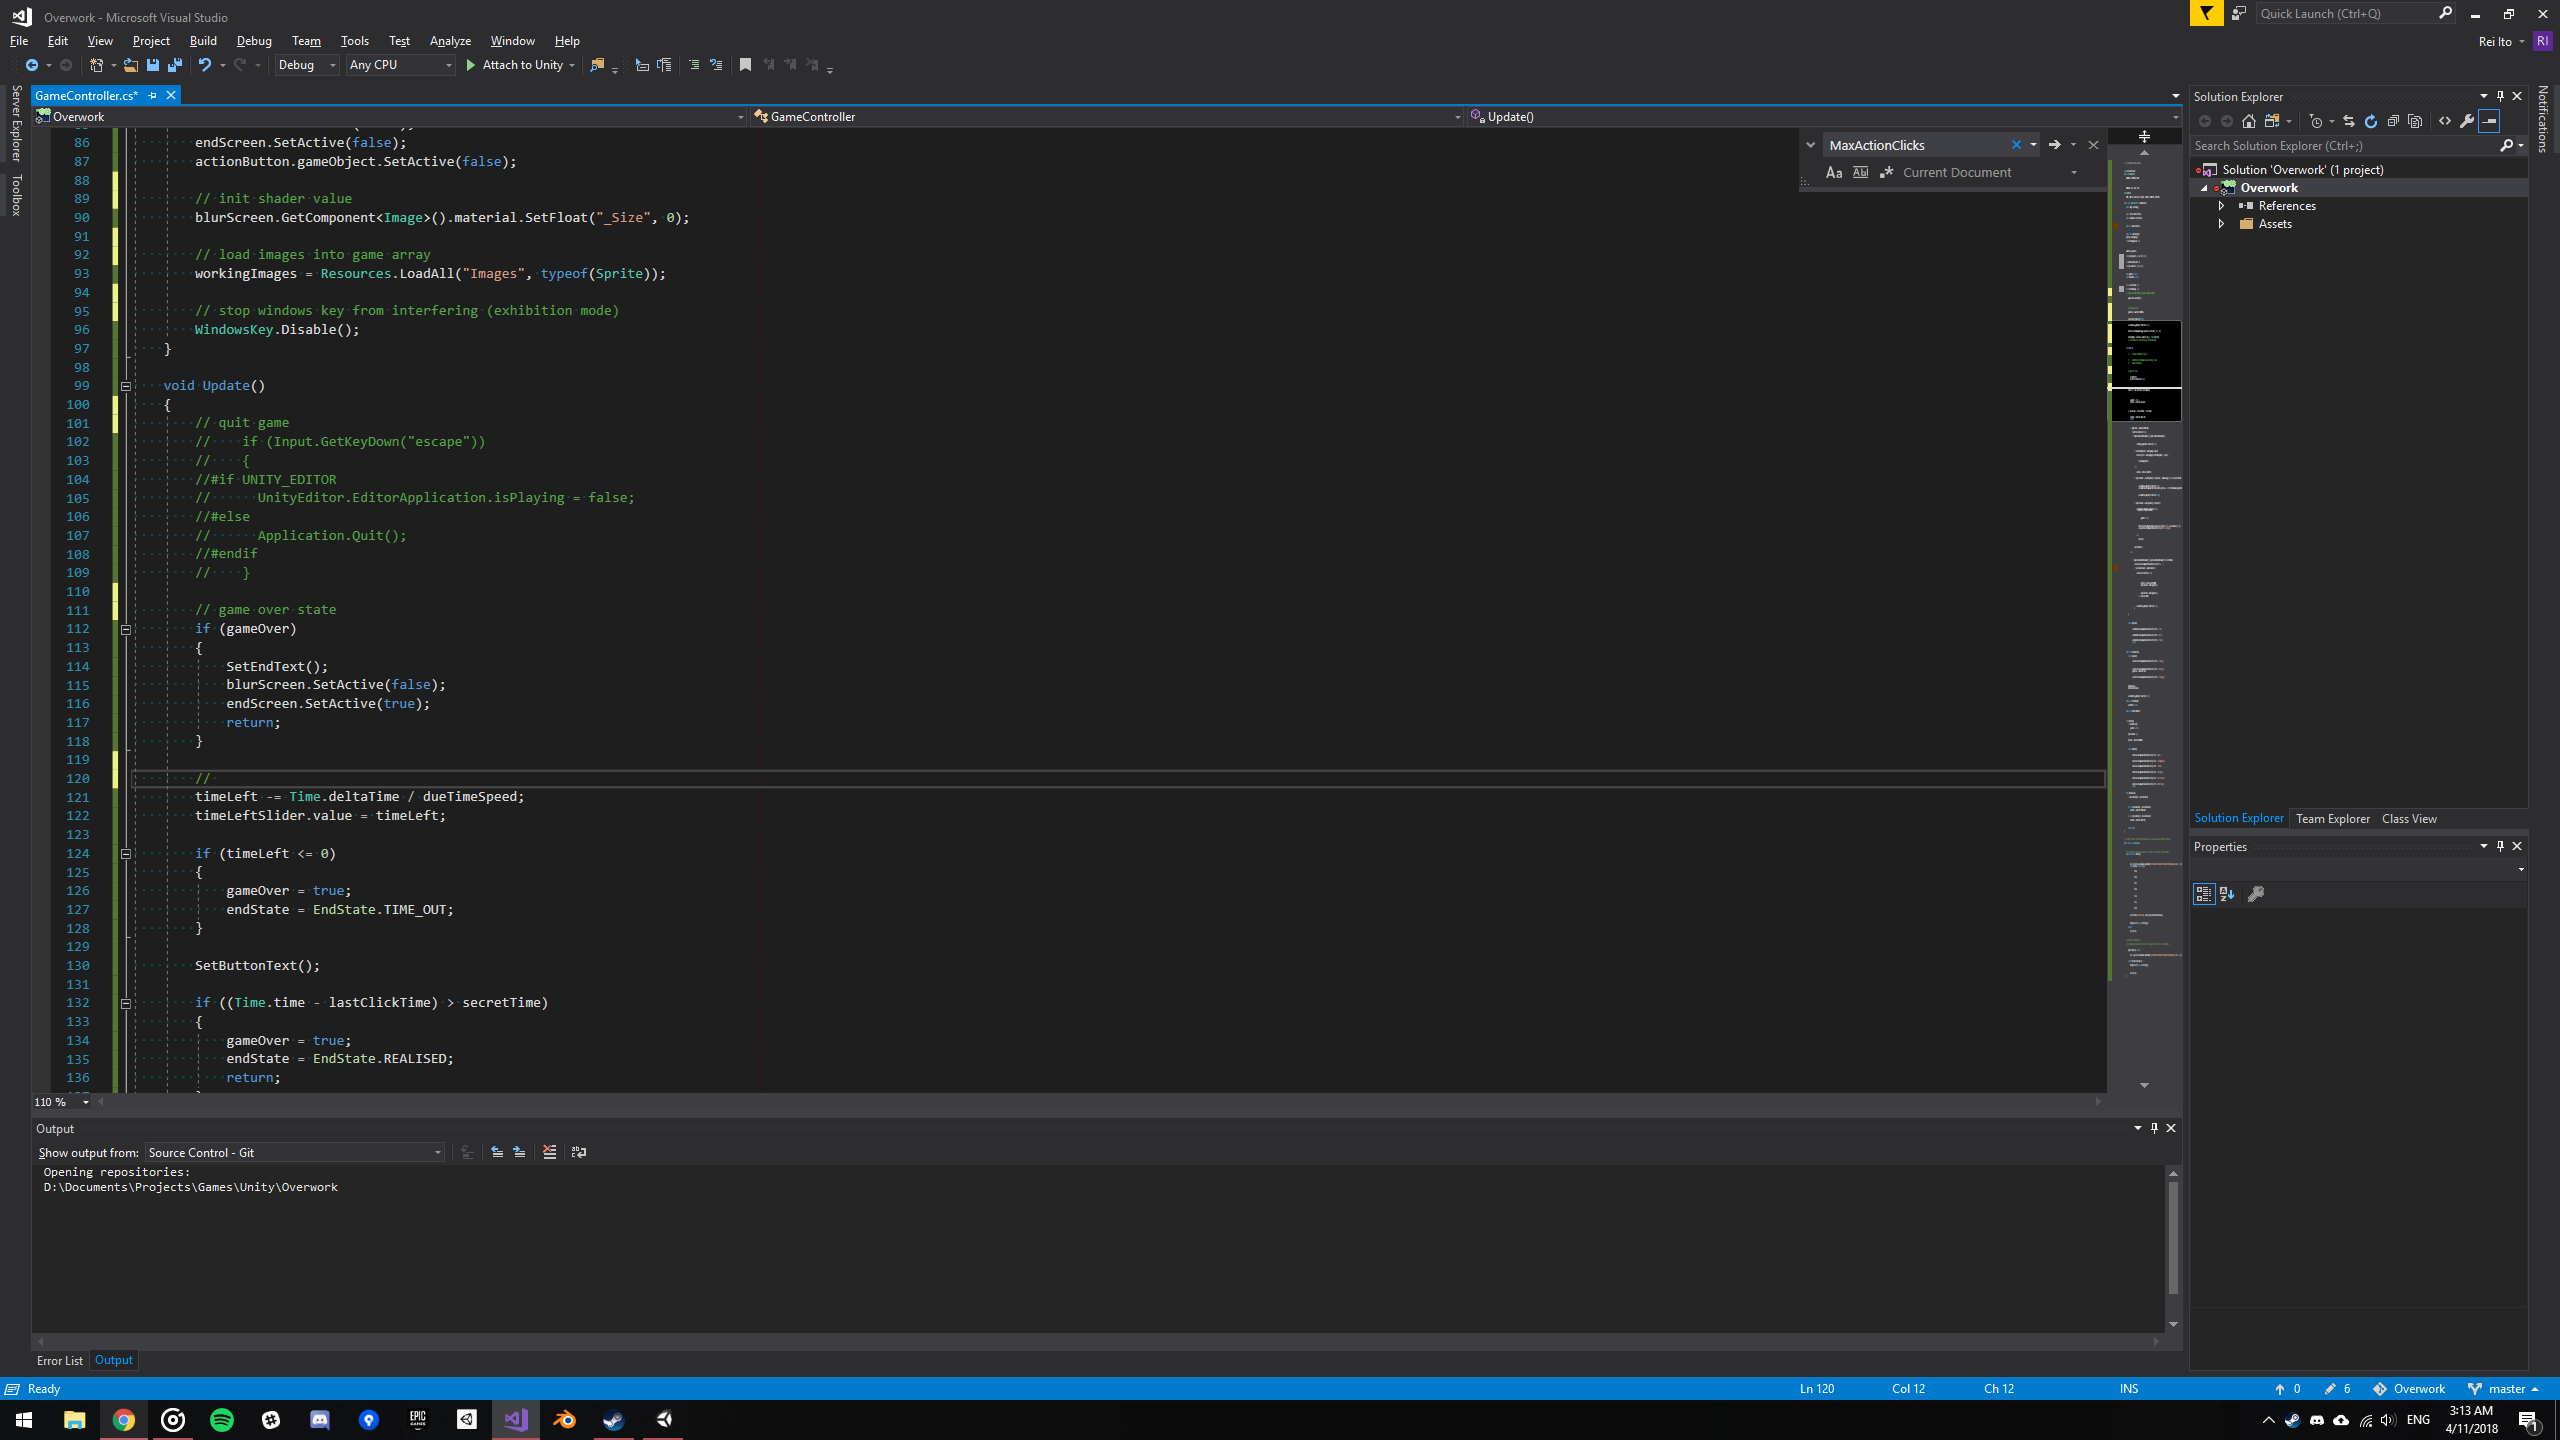 Overwork - Microsoft Visual Studio
Quick Launch (Ctrl+Q)
File Edit View Project Build Debug Team Tools Test Analyze Window Help
Rei Ito RI
Debug Any CPU Attach to Unity
Server Explorer
Toolbox
Notifications
GameController.cs*
Overwork GameController Update()
MaxActionClicks
Aa Current Document
86 endScreen.SetActive(false);
87 actionButton.gameObject.SetActive(false);
88
89 // init shader value
90 blurScreen.GetComponent<Image>().material.SetFloat("_Size", 0);
91
92 // load images into game array
93 workingImages = Resources.LoadAll("Images", typeof(Sprite));
94
95 // stop windows key from interfering (exhibition mode)
96 WindowsKey.Disable();
97 }
98
99 void Update()
100 {
101 // quit game
102 // if (Input.GetKeyDown("escape"))
103 // {
104 //#if UNITY_EDITOR
105 // UnityEditor.EditorApplication.isPlaying = false;
106 //#else
107 // Application.Quit();
108 //#endif
109 // }
110
111 // game over state
112 if (gameOver)
113 {
114 SetEndText();
115 blurScreen.SetActive(false);
116 endScreen.SetActive(true);
117 return;
118 }
119
120 //
121 timeLeft -= Time.deltaTime / dueTimeSpeed;
122 timeLeftSlider.value = timeLeft;
123
124 if (timeLeft <= 0)
125 {
126 gameOver = true;
127 endState = EndState.TIME_OUT;
128 }
129
130 SetButtonText();
131
132 if ((Time.time - lastClickTime) > secretTime)
133 {
134 gameOver = true;
135 endState = EndState.REALISED;
136 return;
110 %
Solution Explorer
Search Solution Explorer (Ctrl+;)
Solution 'Overwork' (1 project)
Overwork
References
Assets
Solution Explorer Team Explorer Class View
Properties
Output
Show output from: Source Control - Git
Opening repositories:
D:\Documents\Projects\Games\Unity\Overwork
Error List Output
Ready Ln 120 Col 12 Ch 12 INS 0 6 Overwork master
EPIC GAMES
ENG
3:13 AM
4/11/2018
1